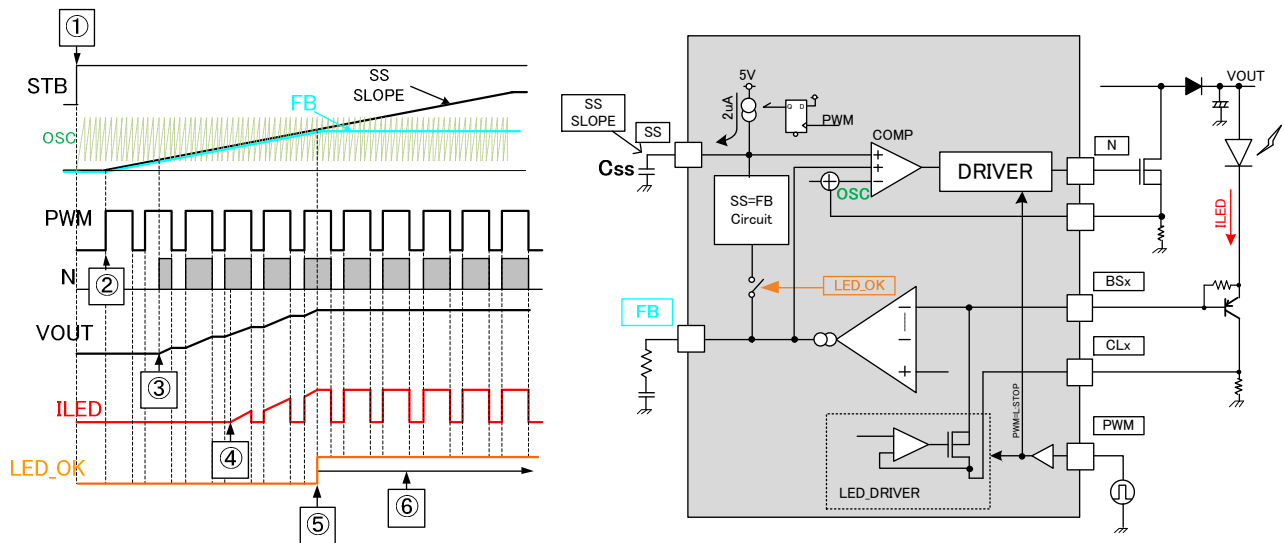 ①
STB
SS
SLOPE
FB
OSC
PWM
②
N
VOUT
③
ILED
④
LED_OK
⑤
⑥
5V
2uA
Q D
PWM
SS
SLOPE
SS
Css
COMP
OSC
DRIVER
SS=FB
Circuit
LED_OK
FB
PWM=L:STOP
LED_DRIVER
N
VOUT
ILED
BSx
CLx
PWM